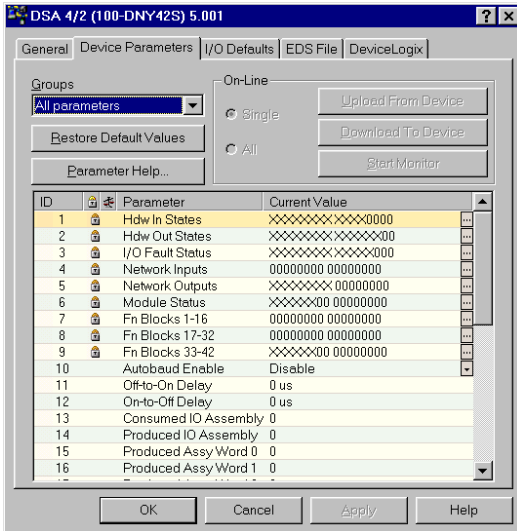 DSA 4/2 (100-DNY42S) 5.001
General Device Parameters I/O Defaults EDS File DeviceLogix
Groups
All parameters
Restore Default Values
Parameter Help...
On-Line
Single
All
Upload From Device
Download To Device
Start Monitor
ID Parameter Current Value
1 Hdw In States XXXXXXXX XXXX0000
2 Hdw Out States XXXXXXXX XXXXXX00
3 I/O Fault Status XXXXXXXX XXXXX000
4 Network Inputs 00000000 00000000
5 Network Outputs XXXXXXXX 00000000
6 Module Status XXXXXX00 00000000
7 Fn Blocks 1-16 00000000 00000000
8 Fn Blocks 17-32 00000000 00000000
9 Fn Blocks 33-42 XXXXXX00 00000000
10 Autobaud Enable Disable
11 Off-to-On Delay 0 us
12 On-to-Off Delay 0 us
13 Consumed IO Assembly 0
14 Produced IO Assembly 0
15 Produced Assy Word 0 0
16 Produced Assy Word 1 0
OK Cancel Apply Help